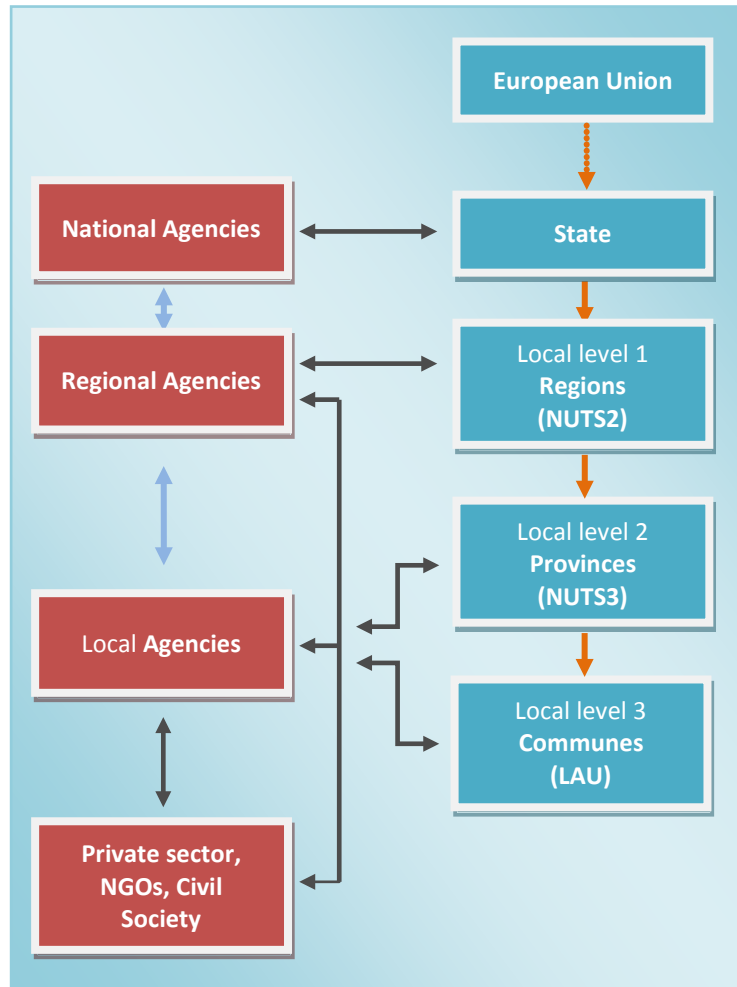 European Union
National Agencies
State
Regional Agencies
Local level 1
Regions
(NUTS2)
Local level 2
Provinces
(NUTS3)
Local Agencies
Local level 3
Communes
(LAU)
Private sector,
NGOs, Civil
Society